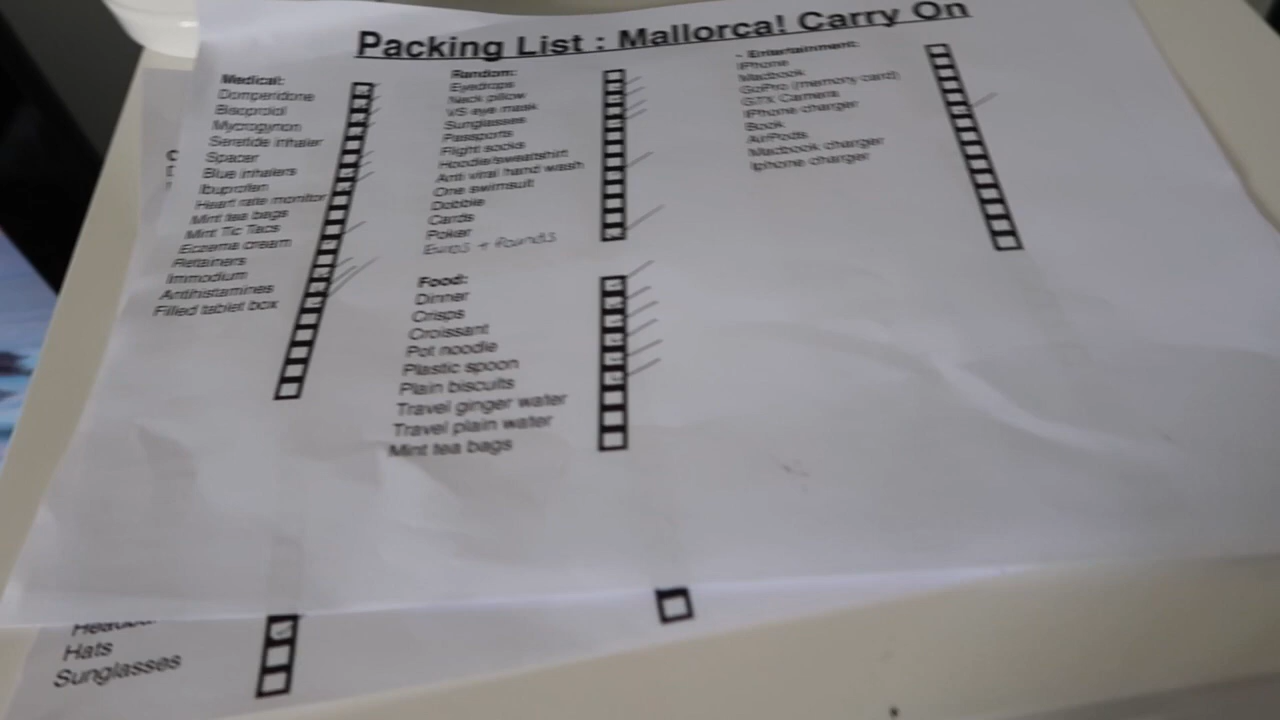 Packing List : Mallorca! Carry On
Medical:
Domperidone
Bisoprolol
Mycrogynon
Seretide inhaler
Spacer
Blue inhalers
Ibuprofen
Heart rate monitor
Mint tea bags
Mint Tic Tacs
Eczema cream
Retainers
Immodium
Antihistamines
Filled tablet box
Random:
Eyedrops
Neck pillow
VS eye mask
Sunglasses
Passports
Flight socks
Hoodie/sweatshirt
Anti viral hand wash
One swimsuit
Dobble
Cards
Poker
Euros + Pounds
Food:
Dinner
Crisps
Croissant
Pot noodle
Plastic spoon
Plain biscuits
Travel ginger water
Travel plain water
Mint tea bags
- Entertainment:
iPhone
Macbook
GoPro (memory card)
G7X Camera
iPhone charger
Book
AirPods
Macbook charger
Iphone charger
Hats
Sunglasses